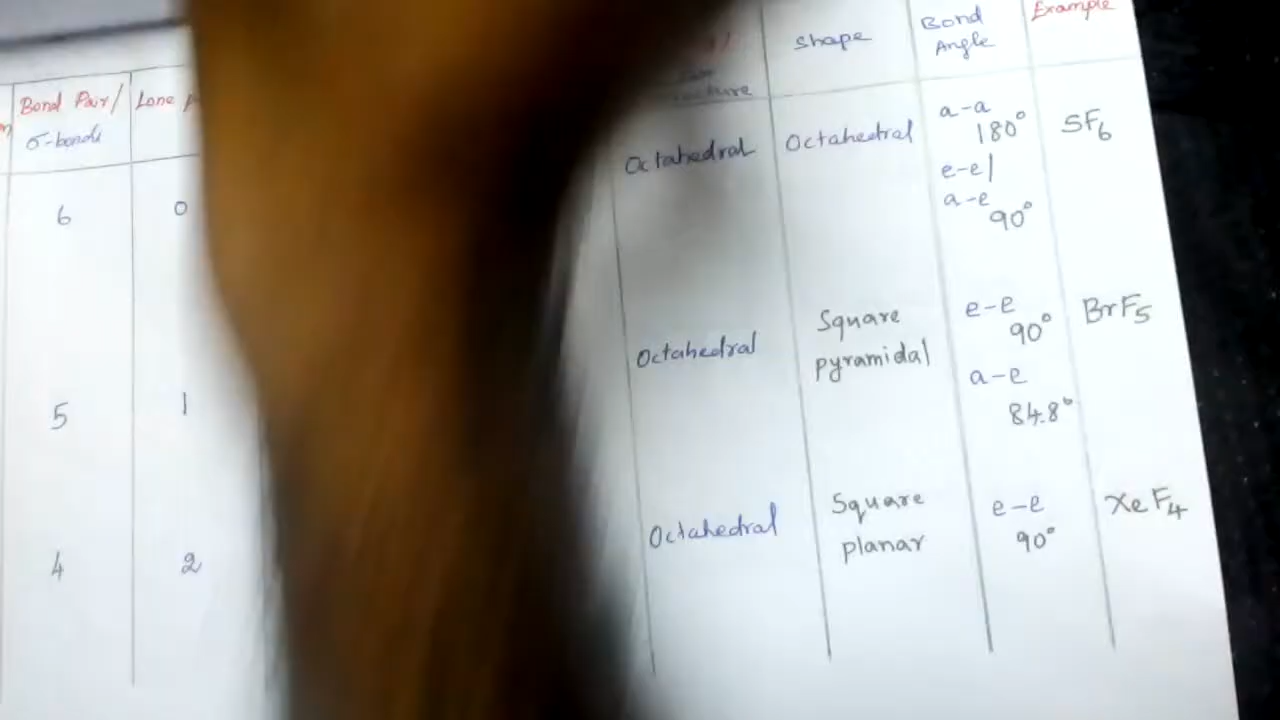 Bond Pair/ Lone
σ-bonds
Shape
Bond
Angle
Example
6 0 Octahedral Octahedral a-a
180° SF6
e-e/
a-e
90°
5 1 Octahedral Square
pyramidal e-e
90° BrF5
a-e
84.8°
4 2 Octahedral Square
planar e-e
90° XeF4